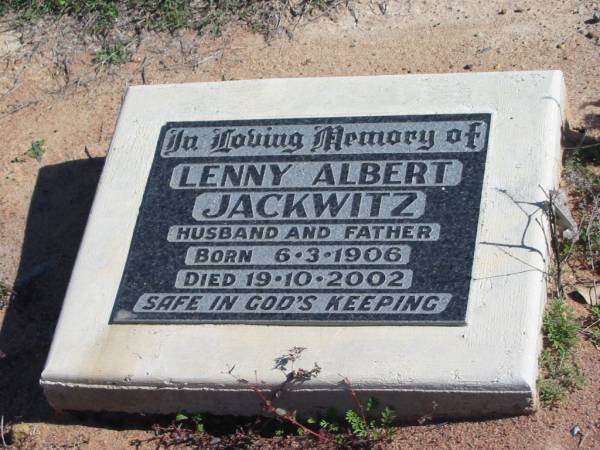 In Loving Memory of
LENNY ALBERT
JACKWITZ
HUSBAND AND FATHER
BORN 6·3·1906
DIED 19·10·2002
SAFE IN GOD'S KEEPING